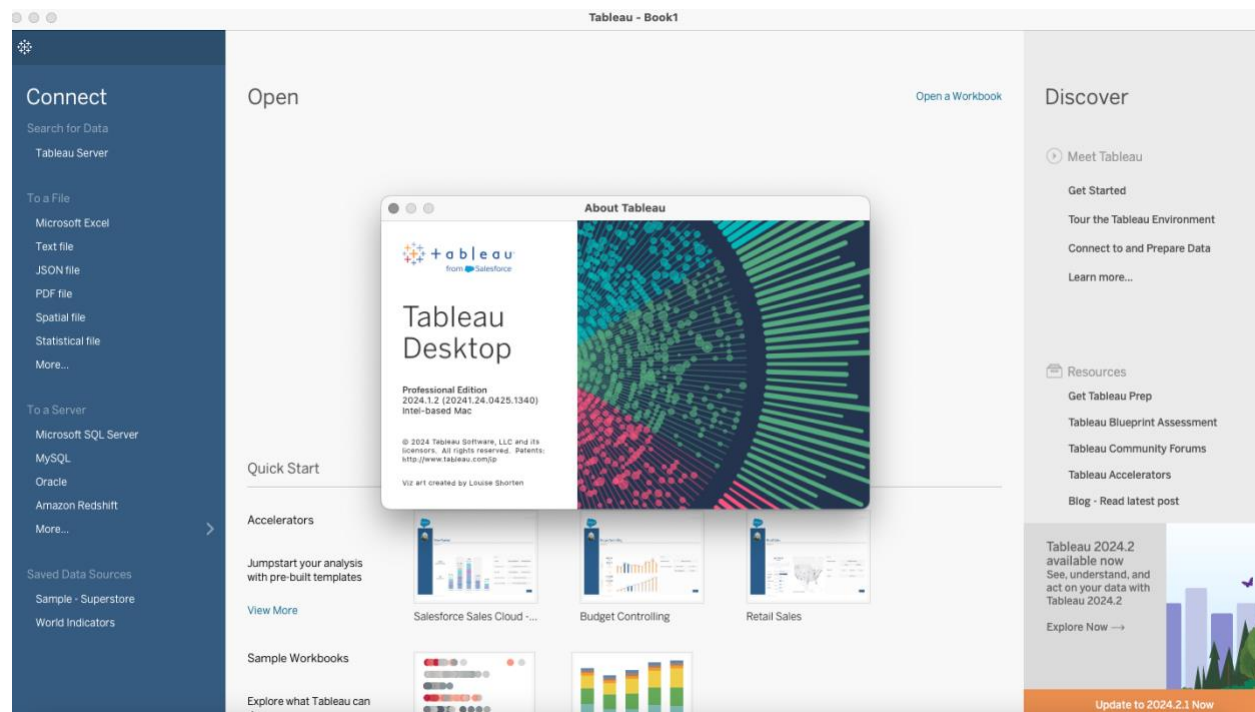 Tableau - Book1
Connect
Search for Data
Tableau Server
To a File
Microsoft Excel
Text file
JSON file
PDF file
Spatial file
Statistical file
More...
To a Server
Microsoft SQL Server
MySQL
Oracle
Amazon Redshift
More...
Saved Data Sources
Sample - Superstore
World Indicators
Open
Open a Workbook
About Tableau
+ableau
from Salesforce
Tableau
Desktop
Professional Edition
2024.1.2 (20241.24.0425.1340)
Intel-based Mac
© 2024 Tableau Software, LLC and its
licensors. All rights reserved. Patents:
http://www.tableau.com/ip
Viz art created by Louise Shorten
Quick Start
Accelerators
Jumpstart your analysis
with pre-built templates
View More
Salesforce Sales Cloud -...
Budget Controlling
Retail Sales
Sample Workbooks
Explore what Tableau can
Discover
Meet Tableau
Get Started
Tour the Tableau Environment
Connect to and Prepare Data
Learn more...
Resources
Get Tableau Prep
Tableau Blueprint Assessment
Tableau Community Forums
Tableau Accelerators
Blog - Read latest post
Tableau 2024.2
available now
See, understand, and
act on your data with
Tableau 2024.2
Explore Now →
Update to 2024.2.1 Now